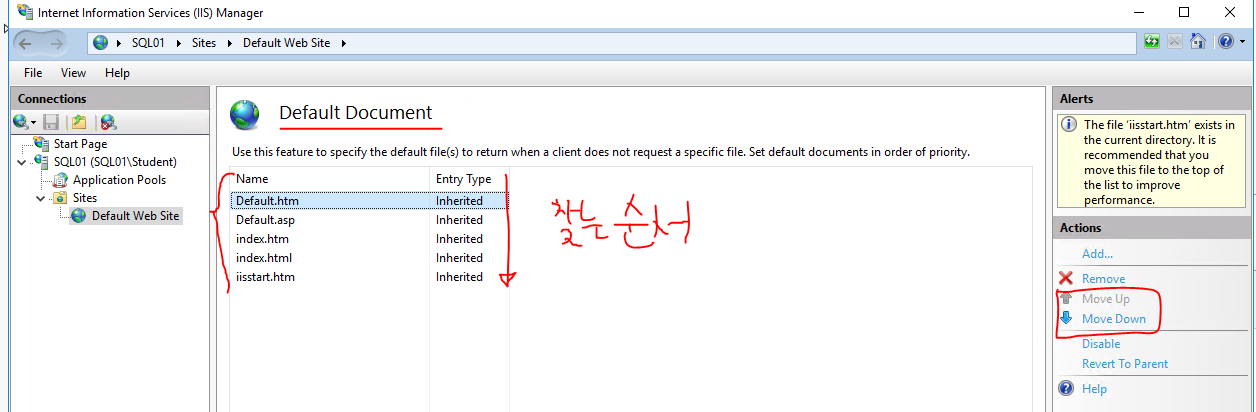 Internet Information Services (IIS) Manager
SQL01 Sites Default Web Site
File View Help
Connections
Start Page
SQL01 (SQL01\Student)
Application Pools
Sites
Default Web Site
Default Document
Use this feature to specify the default file(s) to return when a client does not request a specific file. Set default documents in order of priority.
Name Entry Type
Default.htm Inherited
Default.asp Inherited
index.htm Inherited
index.html Inherited
iisstart.htm Inherited
찾는 순서
Alerts
The file 'iisstart.htm' exists in
the current directory. It is
recommended that you
move this file to the top of
the list to improve
performance.
Actions
Add...
Remove
Move Up
Move Down
Disable
Revert To Parent
Help